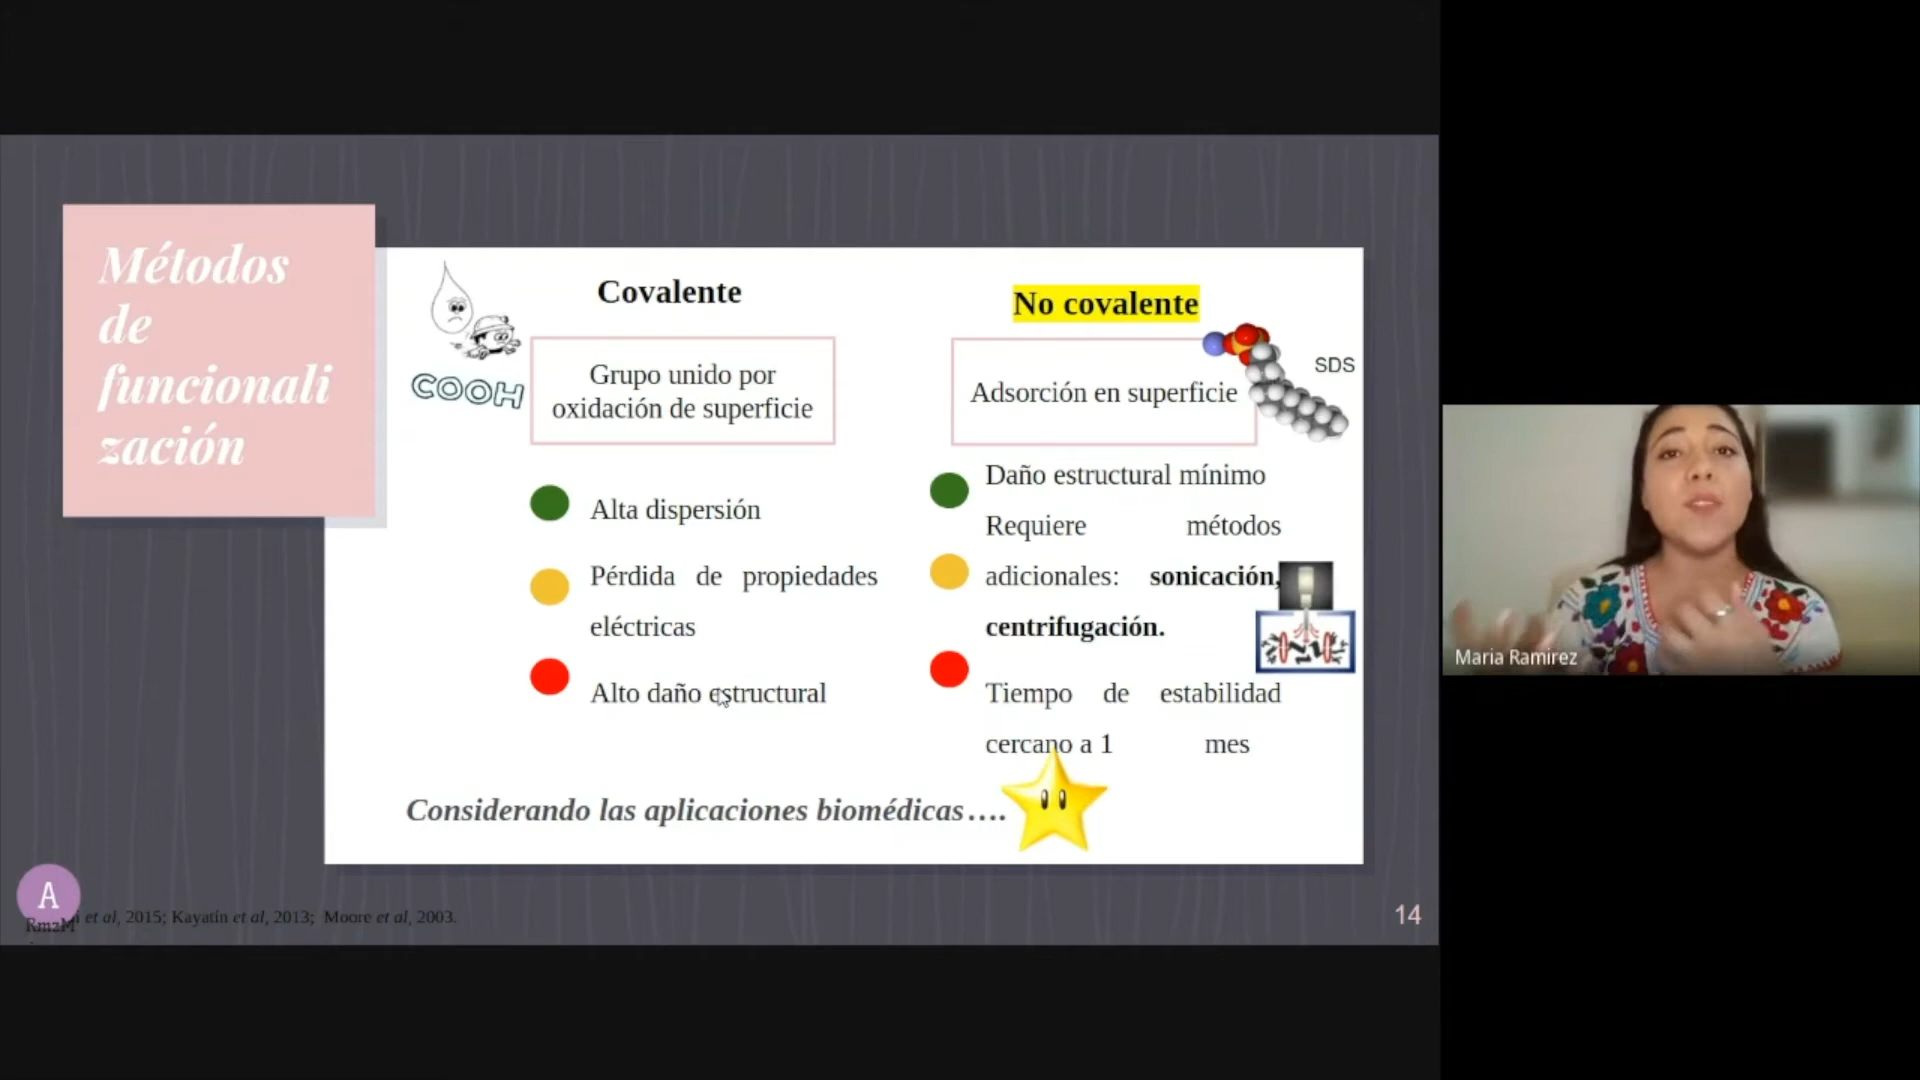 Métodos
de
funcionali
zación
Covalente
COOH
Grupo unido por
oxidación de superficie
Alta dispersión
Pérdida de propiedades
eléctricas
Alto daño estructural
No covalente
SDS
Adsorción en superficie
Daño estructural mínimo
Requiere métodos
adicionales: sonicación,
centrifugación.
Tiempo de estabilidad
cercano a 1 mes
Considerando las aplicaciones biomédicas….
A
RmzM
et al, 2015; Kayatin et al, 2013; Moore et al, 2003.
14
Maria Ramirez